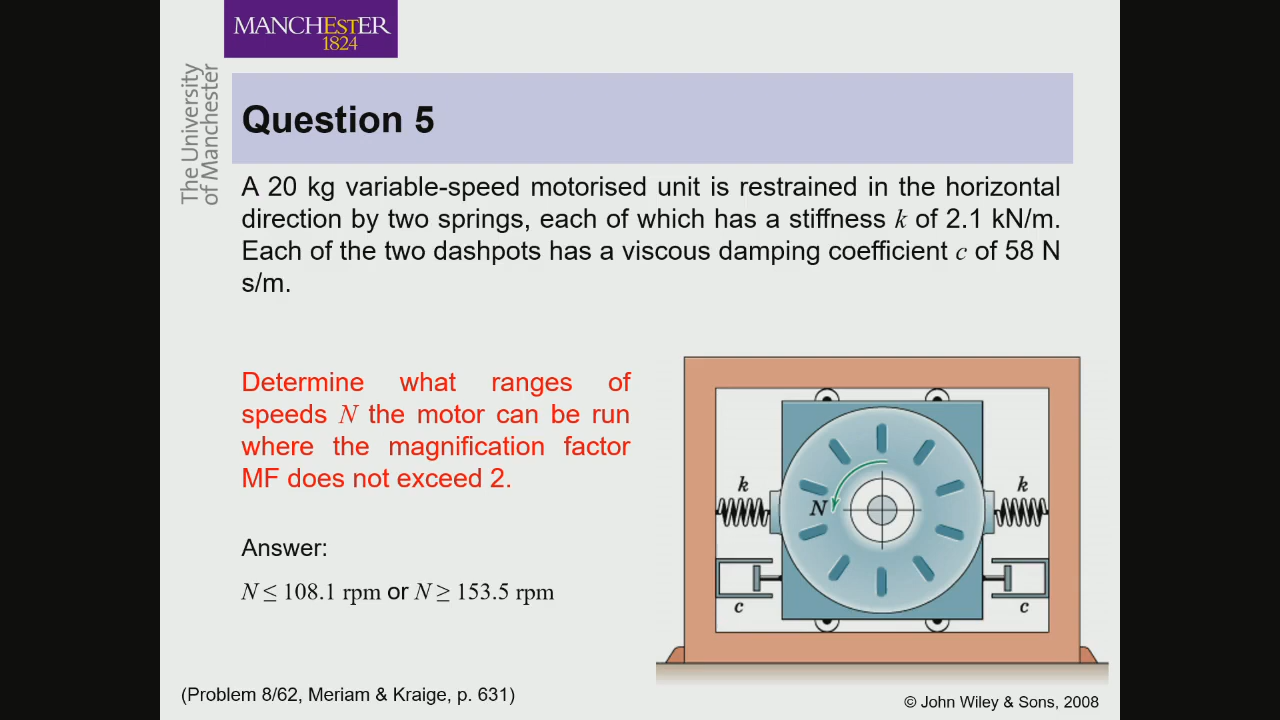 MANCHESTER
1824
The University
of Manchester
Question 5
A 20 kg variable-speed motorised unit is restrained in the horizontal
direction by two springs, each of which has a stiffness k of 2.1 kN/m.
Each of the two dashpots has a viscous damping coefficient c of 58 N
s/m.
Determine what ranges of
speeds N the motor can be run
where the magnification factor
MF does not exceed 2.
Answer:
N ≤ 108.1 rpm or N ≥ 153.5 rpm
k
k
N
c
c
(Problem 8/62, Meriam & Kraige, p. 631)
© John Wiley & Sons, 2008